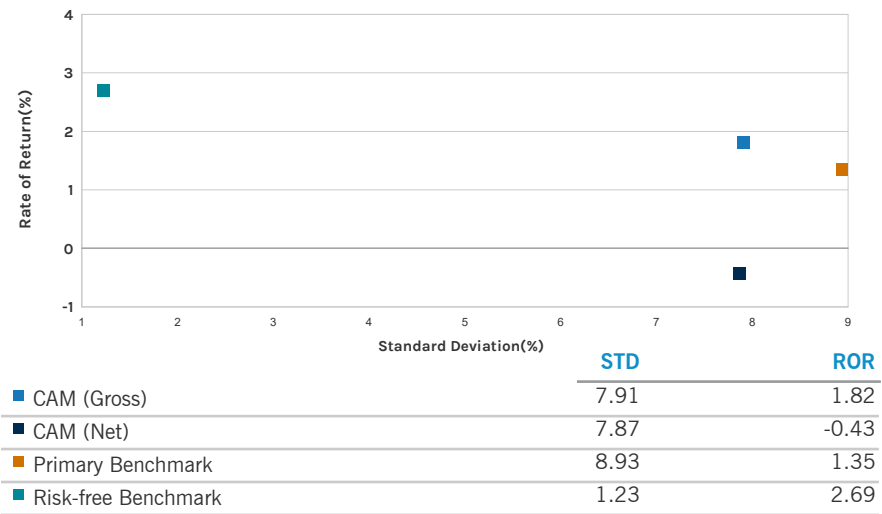 4
3
2
1
0
-1
Rate of Return(%)
1 2 3 4 5 6 7 8 9
Standard Deviation(%)
STD ROR
CAM (Gross) 7.91 1.82
CAM (Net) 7.87 -0.43
Primary Benchmark 8.93 1.35
Risk-free Benchmark 1.23 2.69